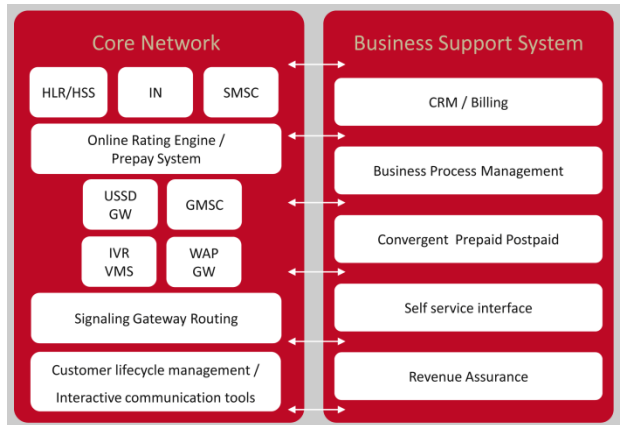 Core Network
HLR/HSS
IN
SMSC
Online Rating Engine /
Prepay System
USSD
GW
GMSC
IVR
VMS
WAP
GW
Signaling Gateway Routing
Customer lifecycle management /
Interactive communication tools
Business Support System
CRM / Billing
Business Process Management
Convergent Prepaid Postpaid
Self service interface
Revenue Assurance